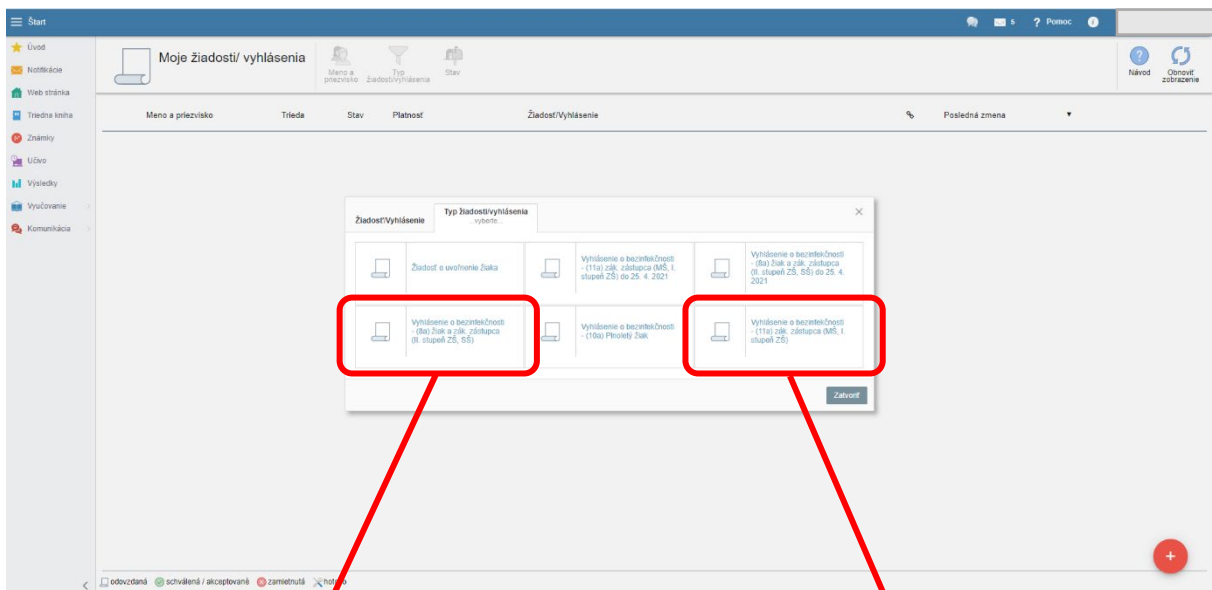 Štart
5
? Pomoc
Úvod
Notifikácie
Web stránka
Triedna kniha
Známky
Učivo
Výsledky
Vyučovanie
Komunikácia
Moje žiadosti/ vyhlásenia
Meno a priezvisko
Typ žiadosti/vyhlásenia
Stav
Návod
Obnoviť zobrazenie
Meno a priezvisko Trieda Stav Platnosť Žiadosť/Vyhlásenie Posledná zmena
Žiadosť/Vyhlásenie
Typ žiadosti/vyhlásenia
...vyberte...
Žiadosť o uvoľnenie žiaka
Vyhlásenie o bezinfekčnosti
- (11a) zák. zástupca (MŠ, I.
stupeň ZŠ) do 25. 4. 2021
Vyhlásenie o bezinfekčnosti
- (8a) žiak a zák. zástupca
(II. stupeň ZŠ, SŠ) do 25. 4.
2021
Vyhlásenie o bezinfekčnosti
- (8a) žiak a zák. zástupca
(II. stupeň ZŠ, SŠ)
Vyhlásenie o bezinfekčnosti
- (10a) Plnoletý žiak
Vyhlásenie o bezinfekčnosti
- (11a) zák. zástupca (MŠ, I.
stupeň ZŠ)
Zatvoriť
odovzdaná schválená / akceptované zamietnutá